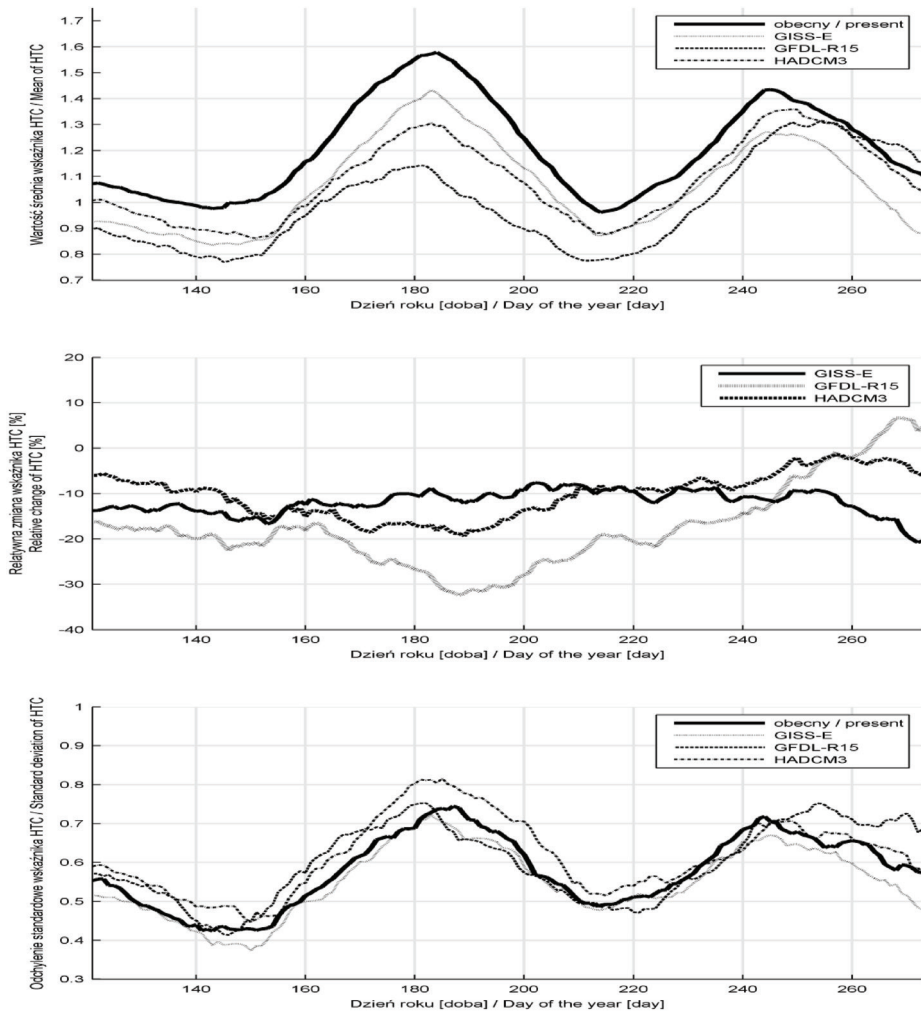 Wartość średnia wskaźnika HTC / Mean of HTC
1.7
1.6
1.5
1.4
1.3
1.2
1.1
1
0.9
0.8
0.7
obecny / present
GISS-E
GFDL-R15
HADCM3
140 160 180 200 220 240 260
Dzień roku [doba] / Day of the year [day]
Relatywna zmiana wskaźnika HTC [%]
Relative change of HTC [%]
20
10
0
-10
-20
-30
-40
GISS-E
GFDL-R15
HADCM3
140 160 180 200 220 240 260
Dzień roku [doba] / Day of the year [day]
Odchylenie standardowe wskaźnika HTC / Standard deviation of HTC
1
0.9
0.8
0.7
0.6
0.5
0.4
0.3
obecny / present
GISS-E
GFDL-R15
HADCM3
140 160 180 200 220 240 260
Dzień roku [doba] / Day of the year [day]